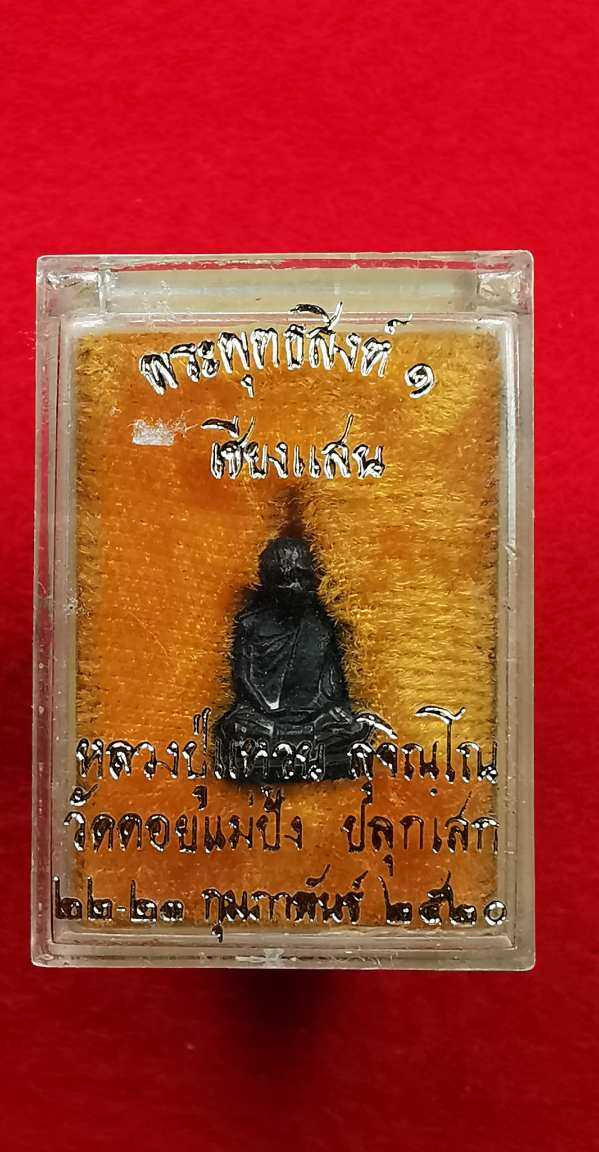 พระพุทธสิงห์ ๑
เชียงแสน
หลวงปู่แหวน สุจิณฺโณ
วัดดอยแม่ปั๋ง ปลุกเสก
๒๒-๒๓ กุมภาพันธ์ ๒๕๒๐